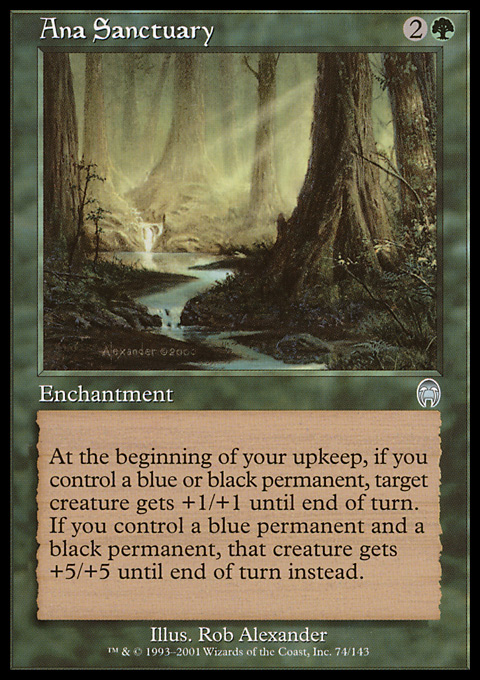 Ana Sanctuary
2
Alexander ©2000
Enchantment
At the beginning of your upkeep, if you
control a blue or black permanent, target
creature gets +1/+1 until end of turn.
If you control a blue permanent and a
black permanent, that creature gets
+5/+5 until end of turn instead.
Illus. Rob Alexander
™ & © 1993–2001 Wizards of the Coast, Inc. 74/143